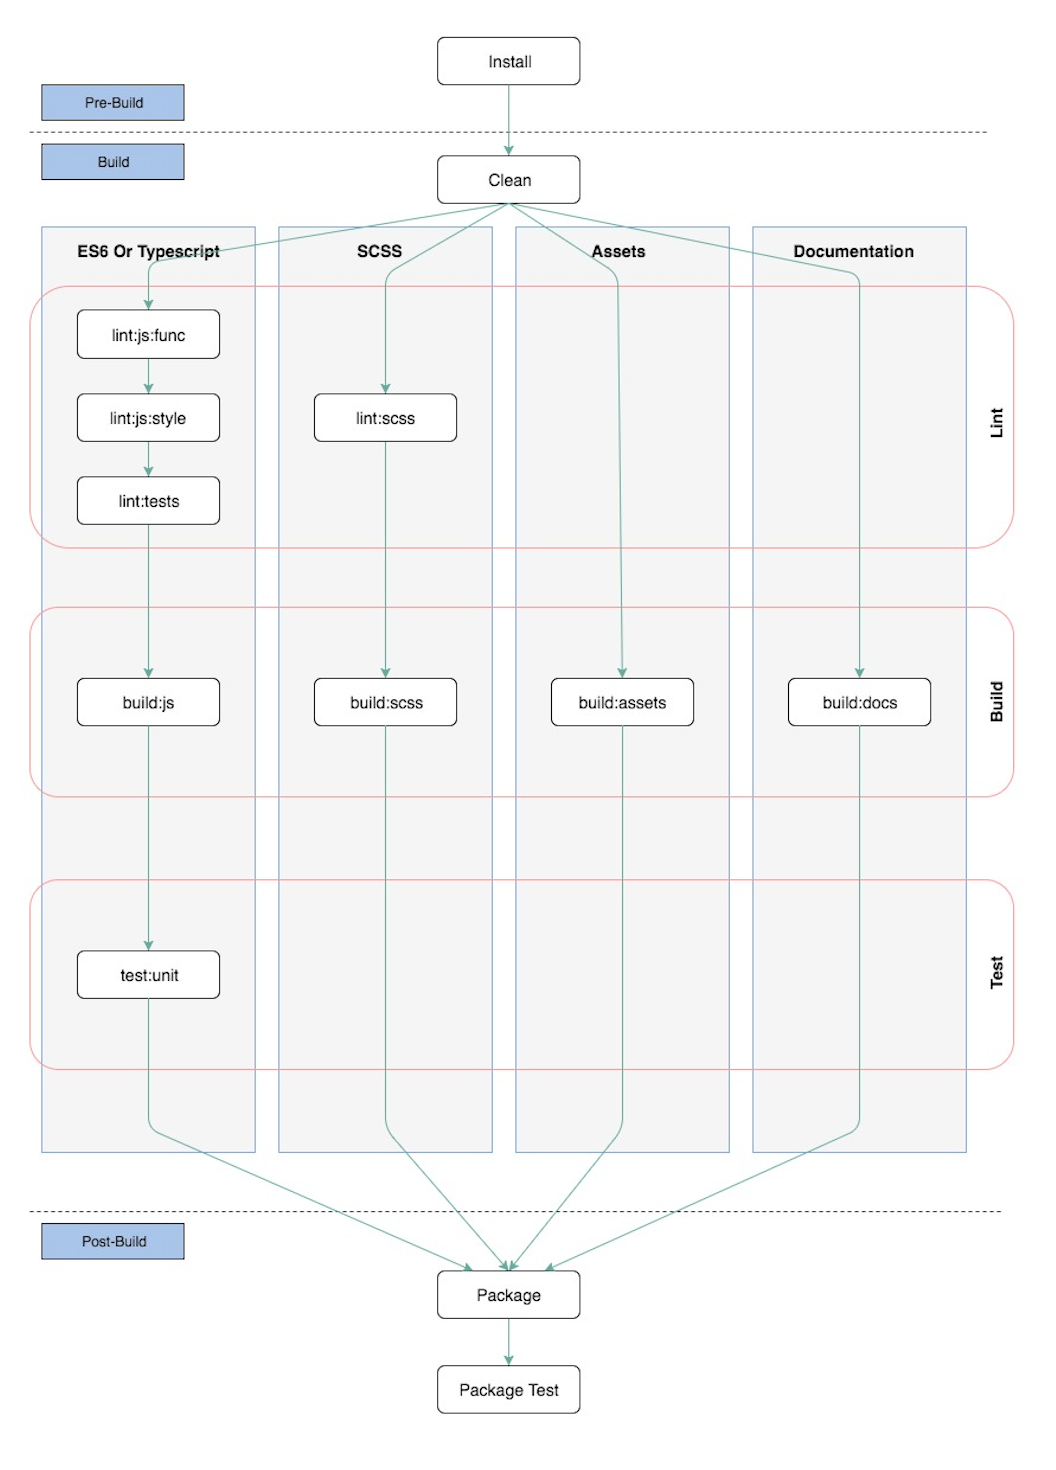 Install
Pre-Build
Build
Clean
ES6 Or Typescript
SCSS
Assets
Documentation
lint:js:func
lint:js:style
lint:scss
Lint
lint:tests
build:js
build:scss
build:assets
build:docs
Build
test:unit
Test
Post-Build
Package
Package Test